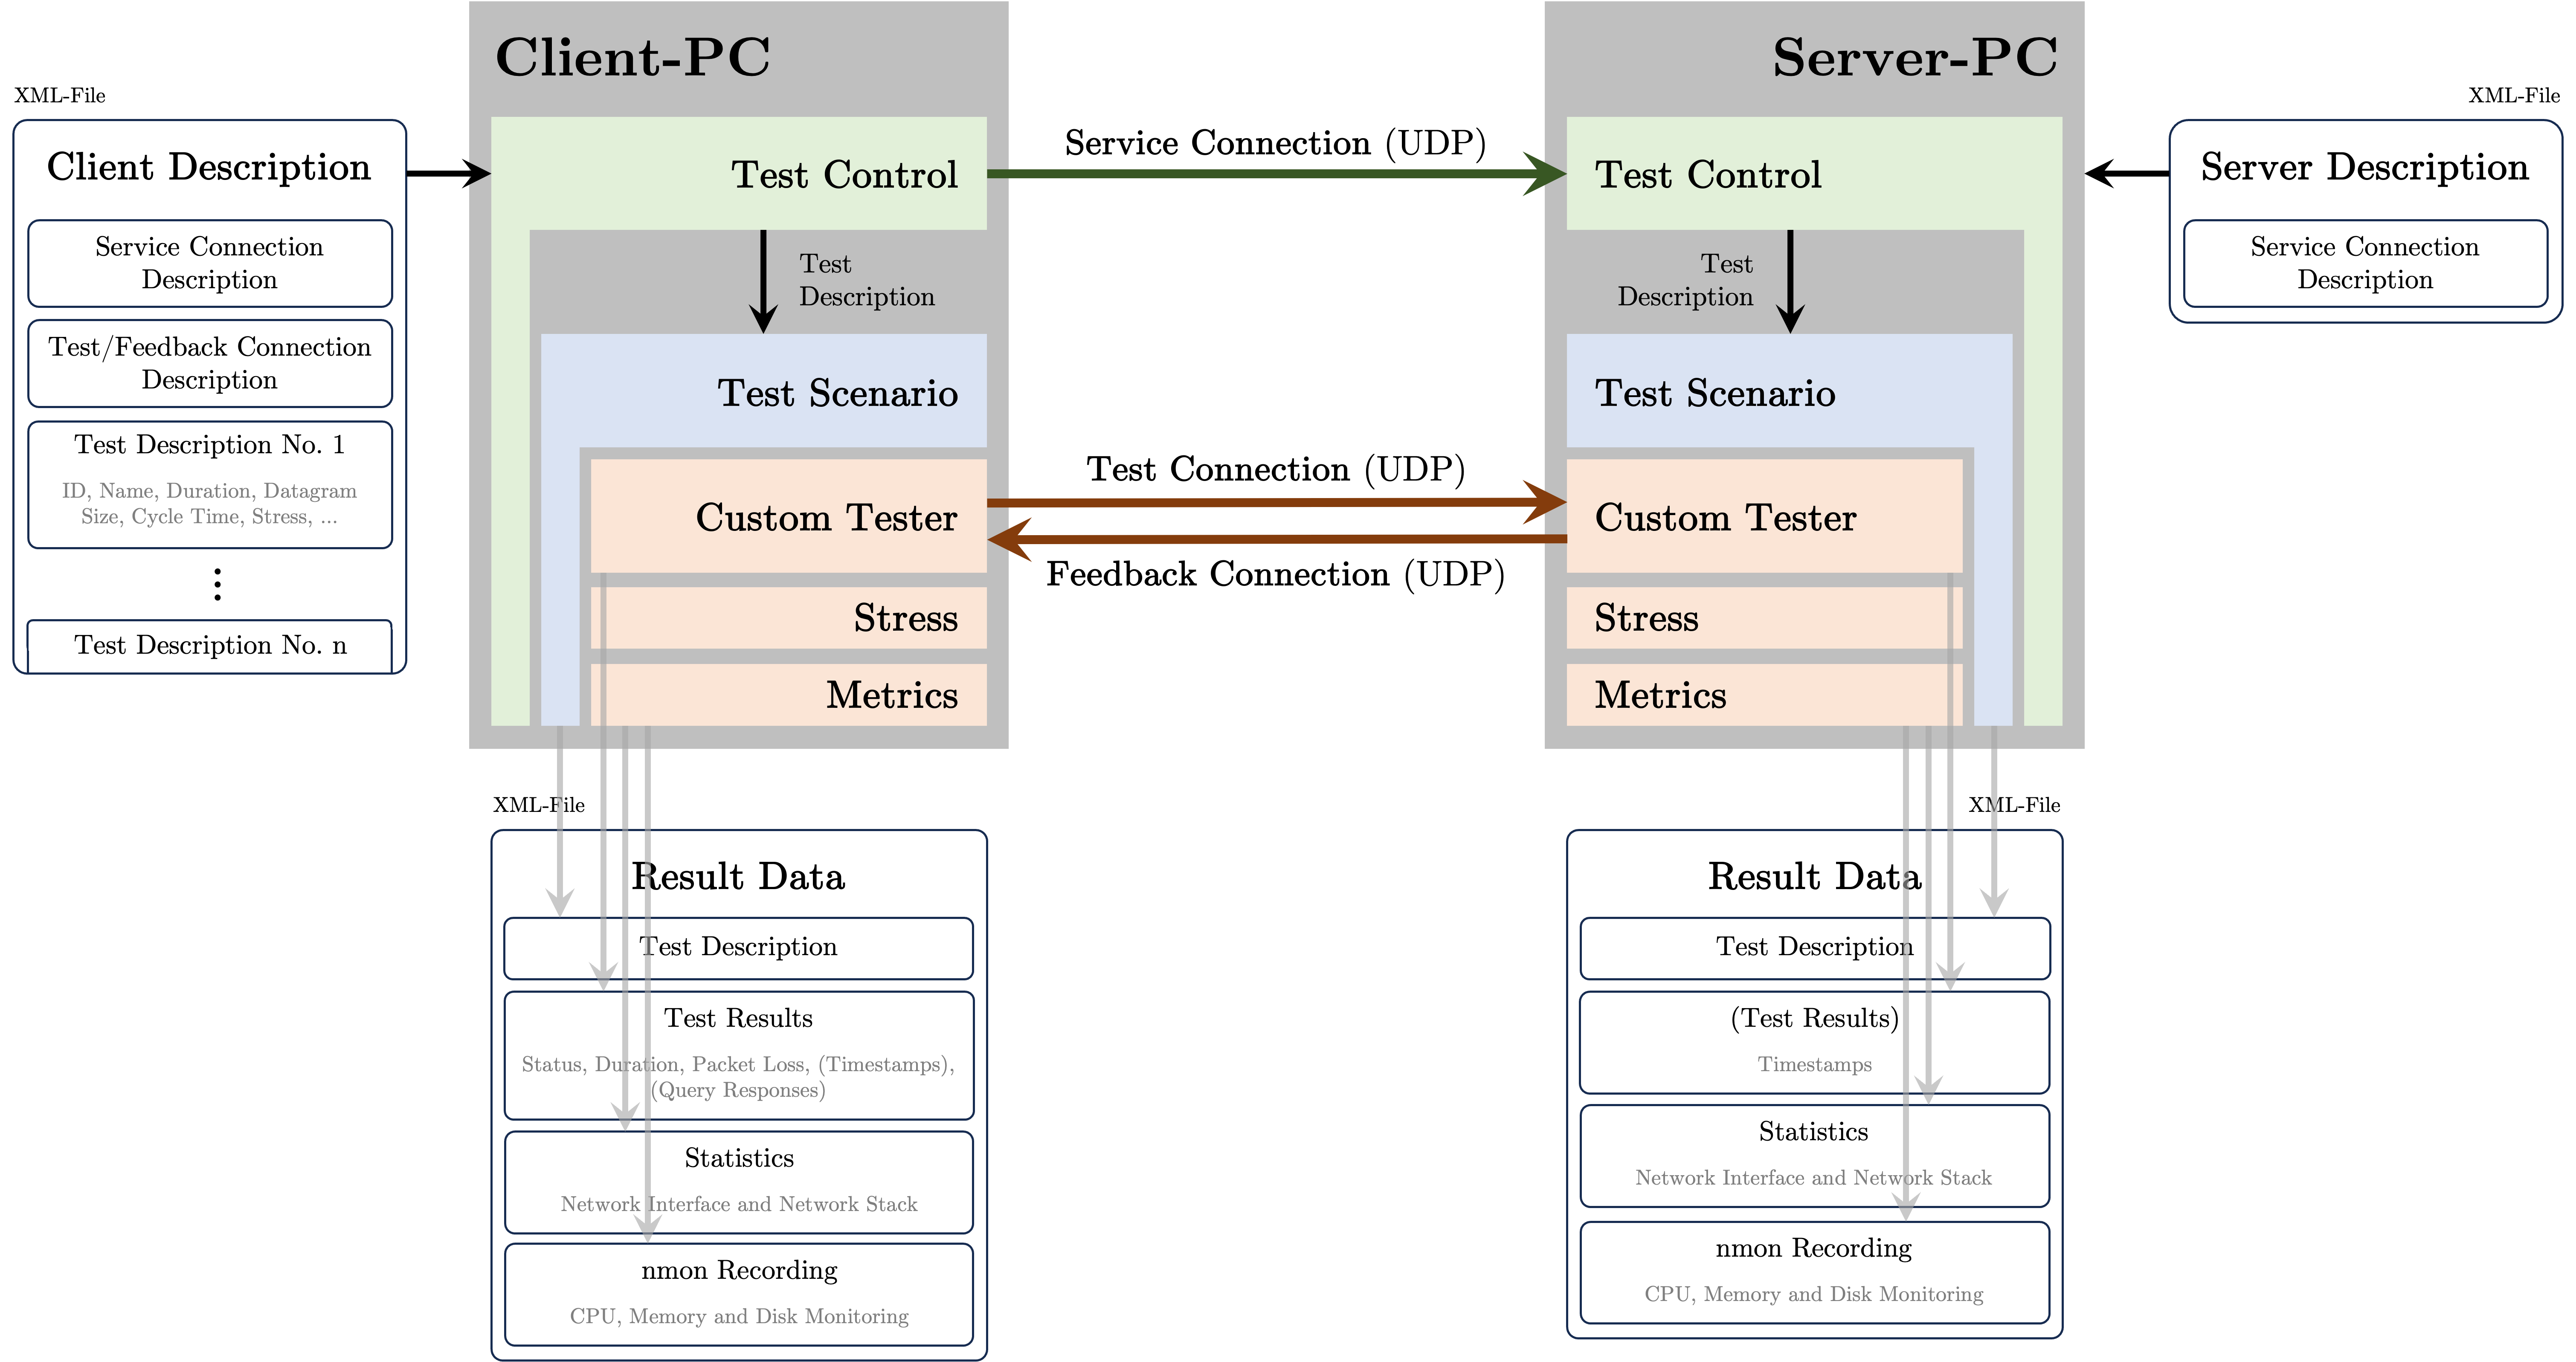 Client-PC
Server-PC
XML-File
Client Description
Service Connection
Description
Test/Feedback Connection
Description
Test Description No. 1
ID, Name, Duration, Datagram
Size, Cycle Time, Stress, ...
Test Description No. n
Test Control
Test
Description
Test Scenario
Custom Tester
Stress
Metrics
Service Connection (UDP)
Test Connection (UDP)
Feedback Connection (UDP)
Test Control
Test
Description
Test Scenario
Custom Tester
Stress
Metrics
XML-File
Server Description
Service Connection
Description
XML-File
Result Data
Test Description
Test Results
Status, Duration, Packet Loss, (Timestamps),
(Query Responses)
Statistics
Network Interface and Network Stack
nmon Recording
CPU, Memory and Disk Monitoring
XML-File
Result Data
Test Description
(Test Results)
Timestamps
Statistics
Network Interface and Network Stack
nmon Recording
CPU, Memory and Disk Monitoring